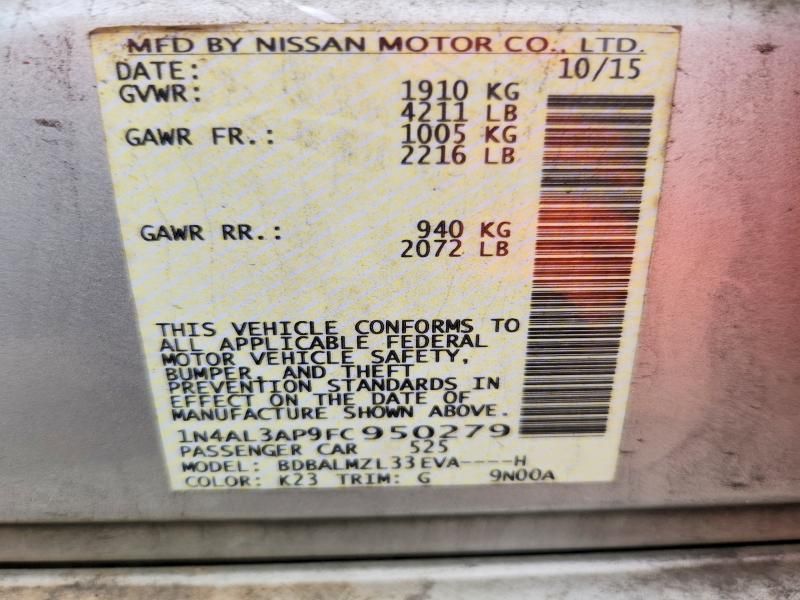 MFD BY NISSAN MOTOR CO., LTD.
DATE: 10/15
GVWR: 1910 KG
4211 LB
GAWR FR.: 1005 KG
2216 LB
GAWR RR.: 940 KG
2072 LB
THIS VEHICLE CONFORMS TO
ALL APPLICABLE FEDERAL
MOTOR VEHICLE SAFETY,
BUMPER, AND THEFT
PREVENTION STANDARDS IN
EFFECT ON THE DATE OF
MANUFACTURE SHOWN ABOVE.
1N4AL3AP9FC950279
PASSENGER CAR 525
MODEL: BDBALMZL33EVA----H
COLOR: K23 TRIM: G 9N00A